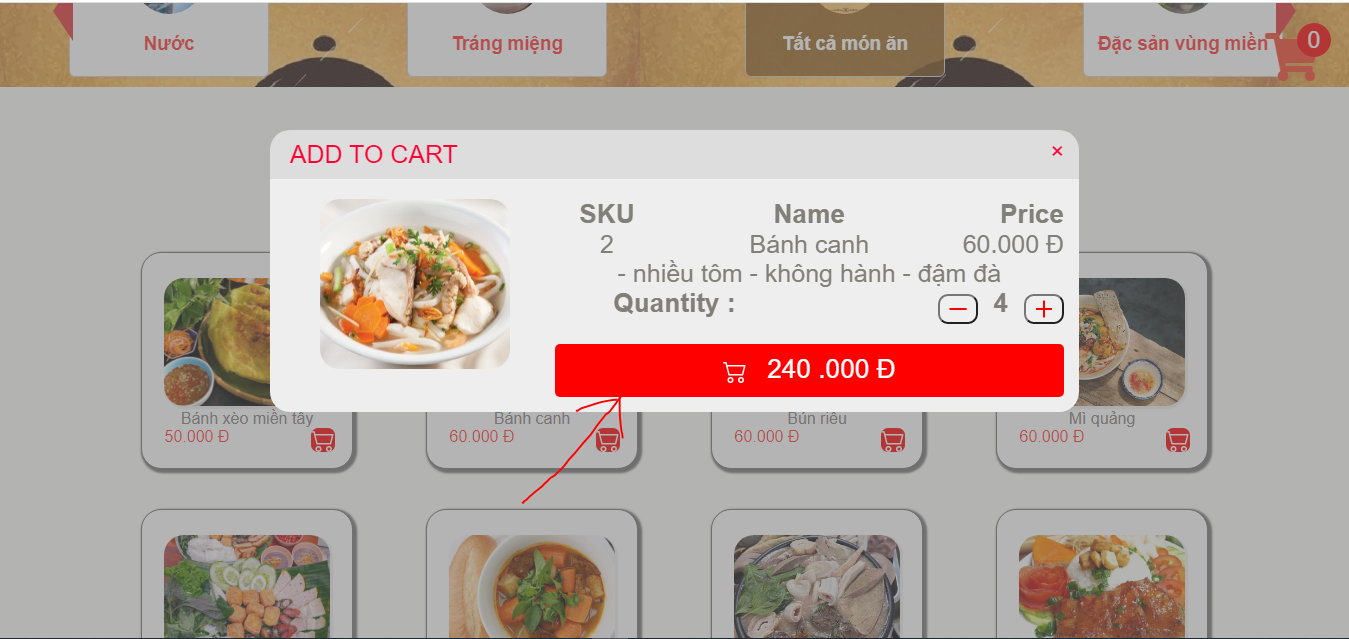 Nước
Tráng miệng
Tất cả món ăn
Đặc sản vùng miền
0
ADD TO CART
×
SKU Name Price
2 Bánh canh 60.000 Đ
- nhiều tôm - không hành - đậm đà
Quantity : 4
240 .000 Đ
Bánh xèo miền tây
50.000 Đ
Bánh canh
60.000 Đ
Bún riêu
60.000 Đ
Mì quảng
60.000 Đ